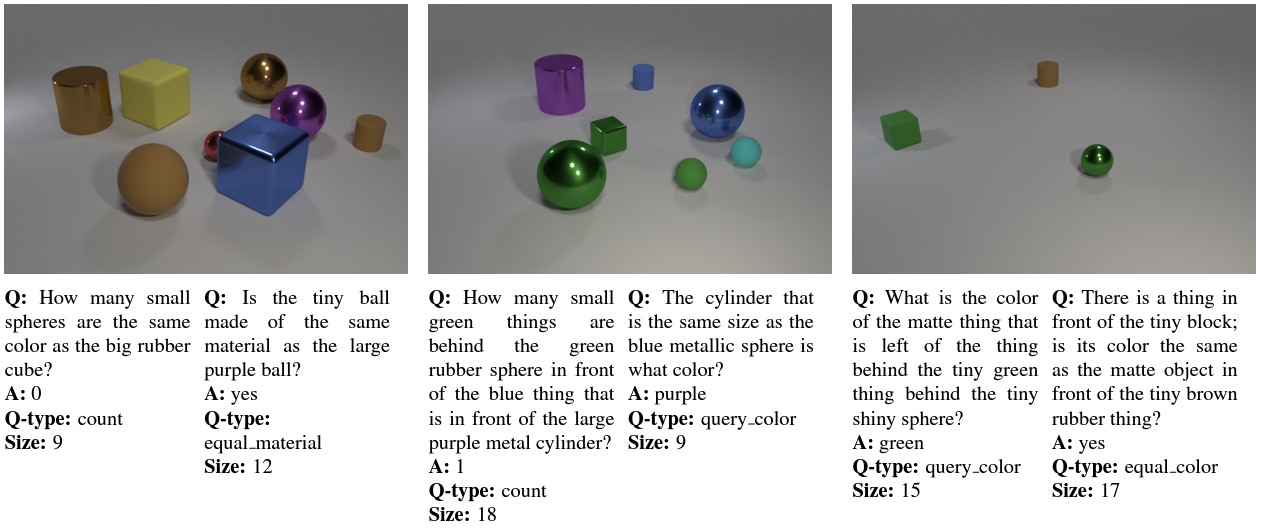 Q: How many small
spheres are the same
color as the big rubber
cube?
A: 0
Q-type: count
Size: 9
Q: Is the tiny ball
made of the same
material as the large
purple ball?
A: yes
Q-type:
equal_material
Size: 12
Q: How many small
green things are
behind the green
rubber sphere in front
of the blue thing that
is in front of the large
purple metal cylinder?
A: 1
Q-type: count
Size: 18
Q: The cylinder that
is the same size as the
blue metallic sphere is
what color?
A: purple
Q-type: query_color
Size: 9
Q: What is the color
of the matte thing that
is left of the thing
behind the tiny green
thing behind the tiny
shiny sphere?
A: green
Q-type: query_color
Size: 15
Q: There is a thing in
front of the tiny block;
is its color the same
as the matte object in
front of the tiny brown
rubber thing?
A: yes
Q-type: equal_color
Size: 17